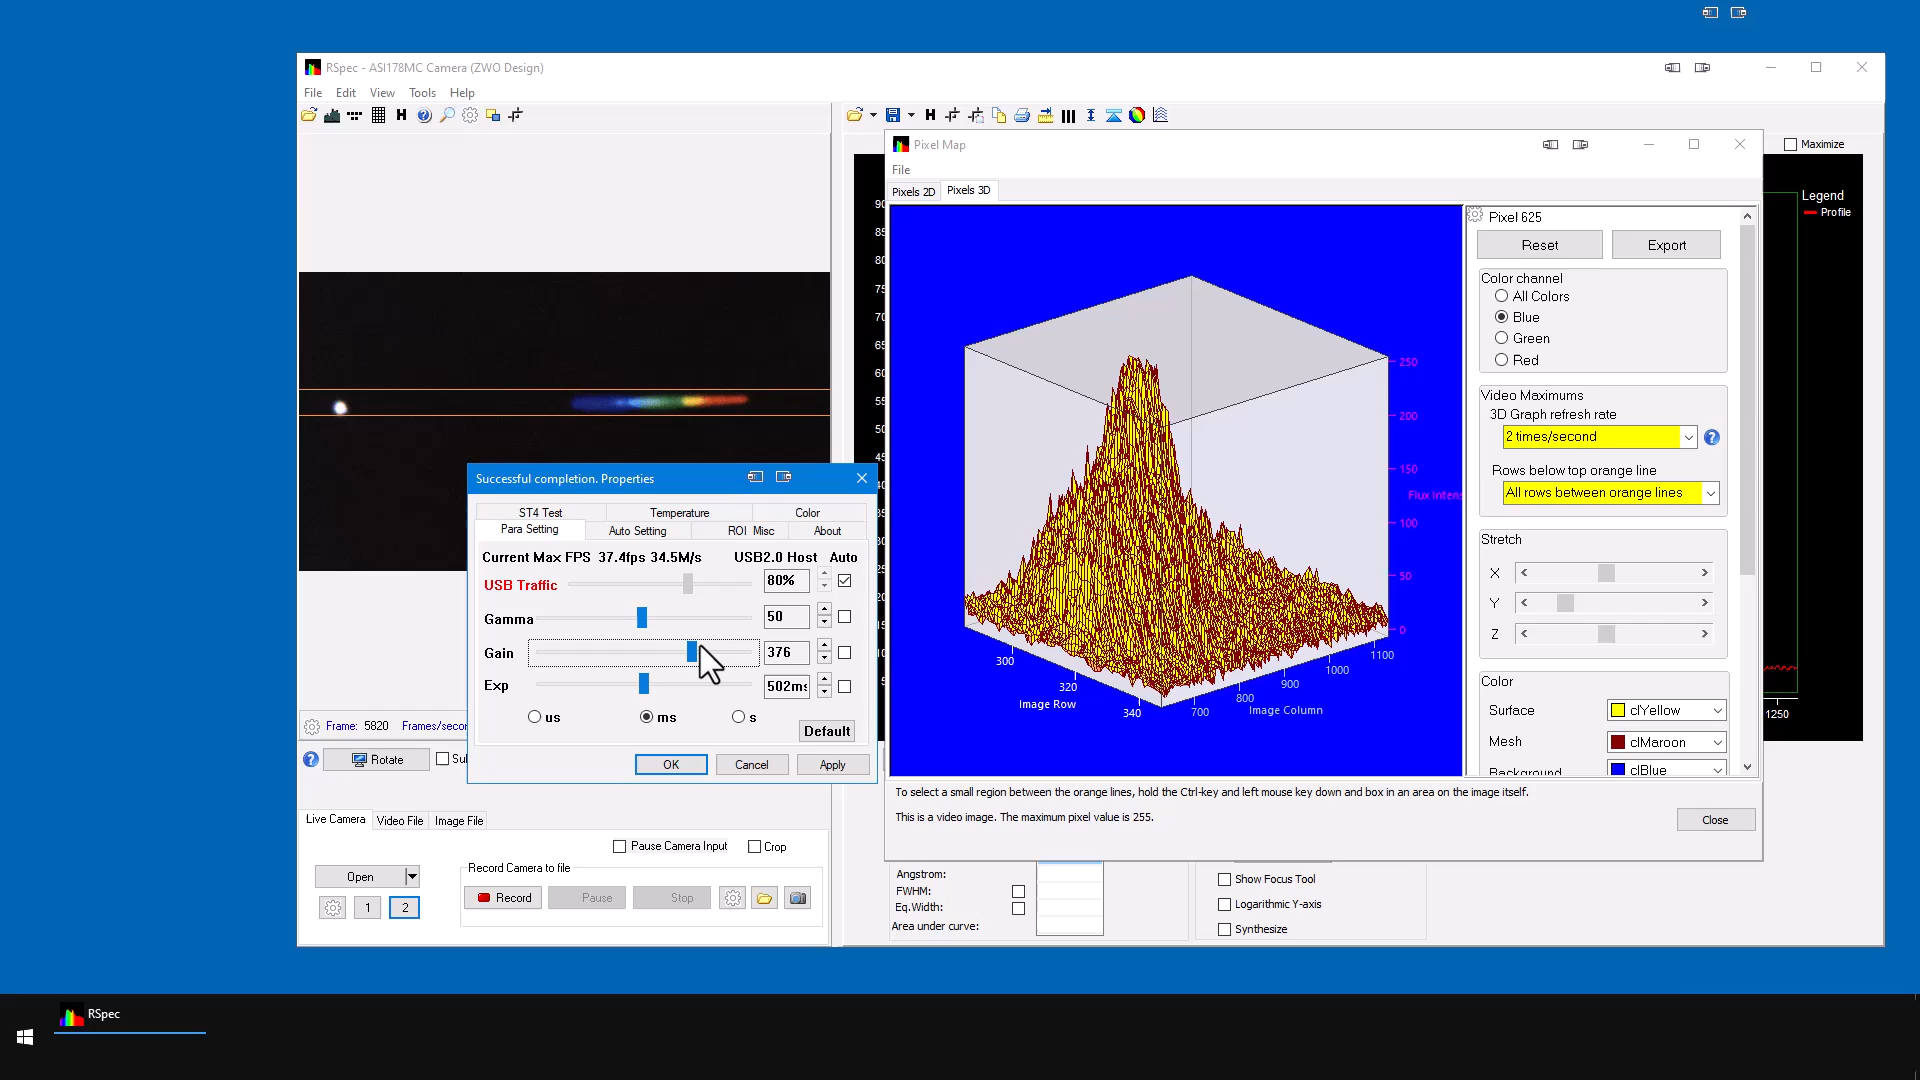 RSpec - ASI178MC Camera (ZWO Design)
File Edit View Tools Help
Maximize
Pixel Map
File
Pixels 2D Pixels 3D
Legend
Profile
Pixel 625
Reset Export
Color channel
All Colors
Blue
Green
Red
Video Maximums
3D Graph refresh rate
2 times/second
Rows below top orange line
All rows between orange lines
Stretch
X
Y
Z
Color
Surface clYellow
Mesh clMaroon
Background clBlue
250
200
150
100
50
0
300
320
340
Image Row
700
800
900
1000
1100
Image Column
1250
To select a small region between the orange lines, hold the Ctrl-key and left mouse key down and box in an area on the image itself.
This is a video image. The maximum pixel value is 255.
Close
Successful completion. Properties
ST4 Test Temperature Color
Para Setting Auto Setting ROI Misc About
Current Max FPS 37.4fps 34.5M/s USB2.0 Host Auto
USB Traffic 80%
Gamma 50
Gain 376
Exp
us ms s
Default
OK Cancel Apply
Frame: 5820
Rotate
Live Camera Video File Image File
Pause Camera Input Crop
Open
1 2
Record Camera to file
Record Pause Stop
Angstrom:
FWHM:
Eq.Width:
Area under curve:
Show Focus Tool
Logarithmic Y-axis
Synthesize
RSpec